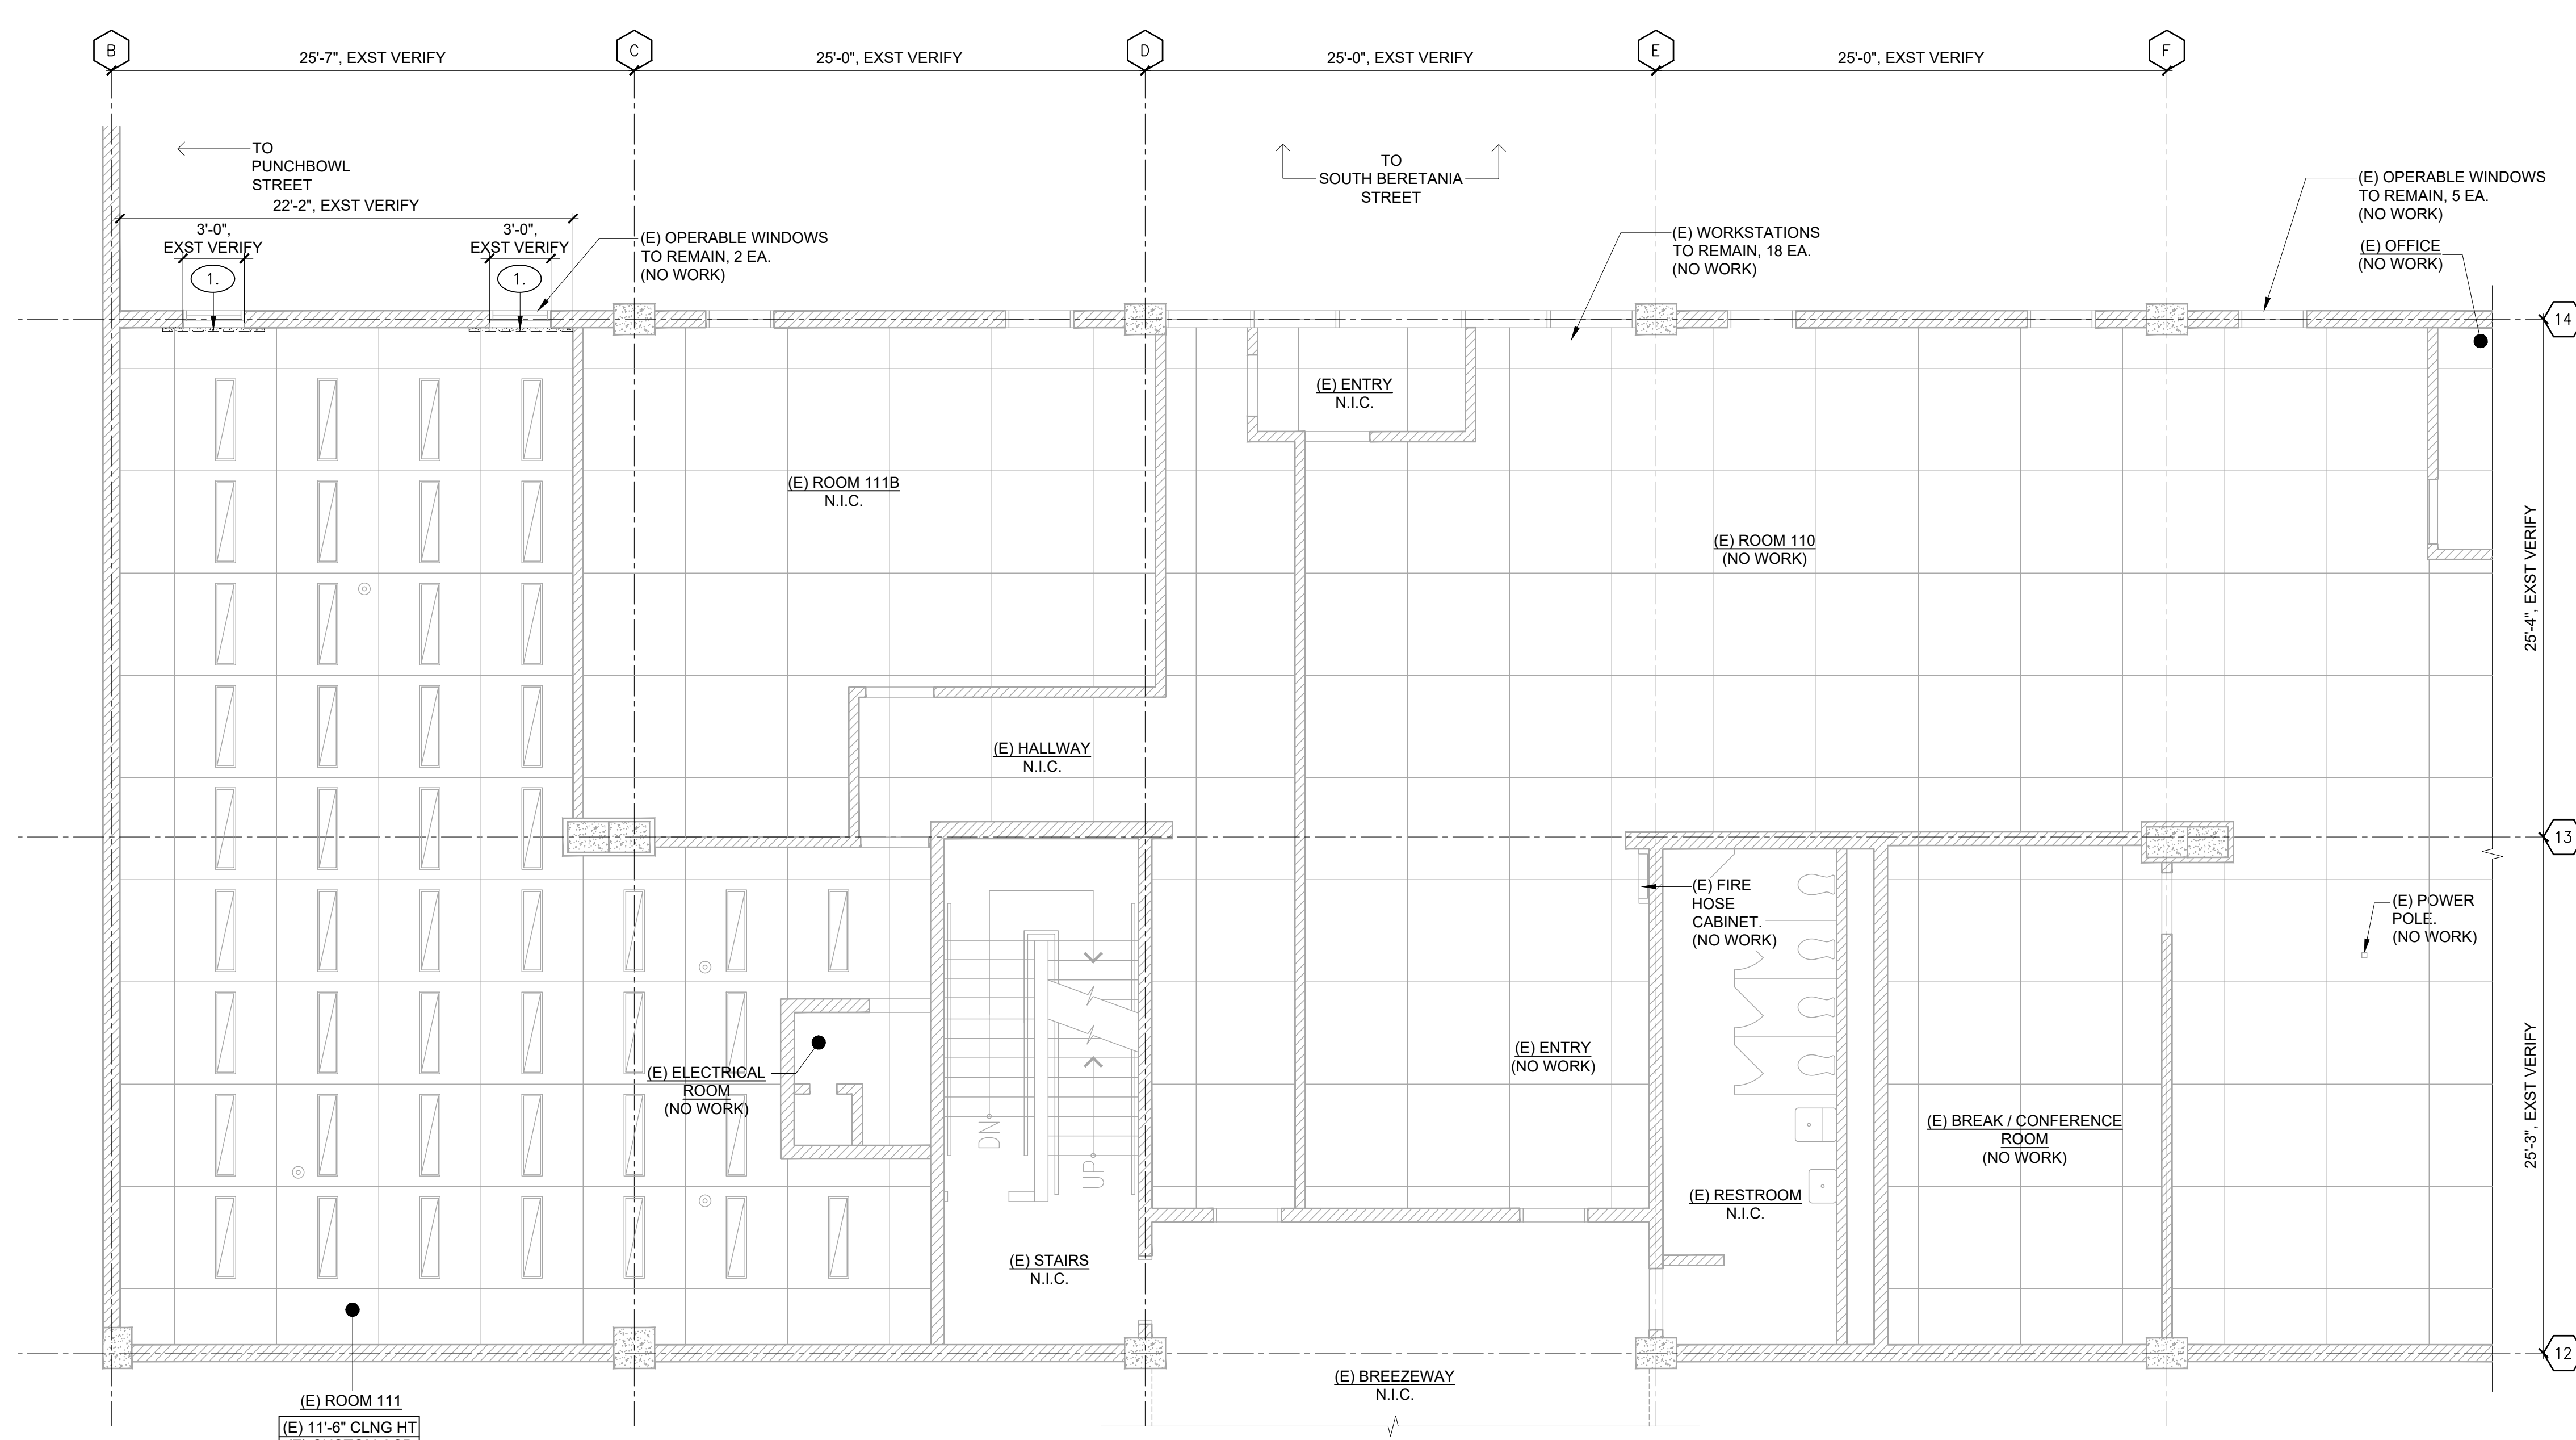 B
25'-7", EXST VERIFY
C
25'-0", EXST VERIFY
D
25'-0", EXST VERIFY
E
25'-0", EXST VERIFY
F
TO
PUNCHBOWL
STREET
22'-2", EXST VERIFY
3'-0",
EXST VERIFY
1.
3'-0",
EXST VERIFY
1.
(E) OPERABLE WINDOWS
TO REMAIN, 2 EA.
(NO WORK)
TO
SOUTH BERETANIA
STREET
(E) WORKSTATIONS
TO REMAIN, 18 EA.
(NO WORK)
(E) OPERABLE WINDOWS
TO REMAIN, 5 EA.
(NO WORK)
(E) OFFICE
(NO WORK)
14
(E) ENTRY
N.I.C.
(E) ROOM 111B
N.I.C.
(E) ROOM 110
(NO WORK)
25'-4", EXST VERIFY
(E) HALLWAY
N.I.C.
13
(E) FIRE
HOSE
CABINET.
(NO WORK)
(E) POWER
POLE.
(NO WORK)
(E) ELECTRICAL
ROOM
(NO WORK)
DN
UP
(E) ENTRY
(NO WORK)
(E) BREAK / CONFERENCE
ROOM
(NO WORK)
25'-3", EXST VERIFY
(E) RESTROOM
N.I.C.
(E) STAIRS
N.I.C.
12
(E) BREEZEWAY
N.I.C.
(E) ROOM 111
(E) 11'-6" CLNG HT